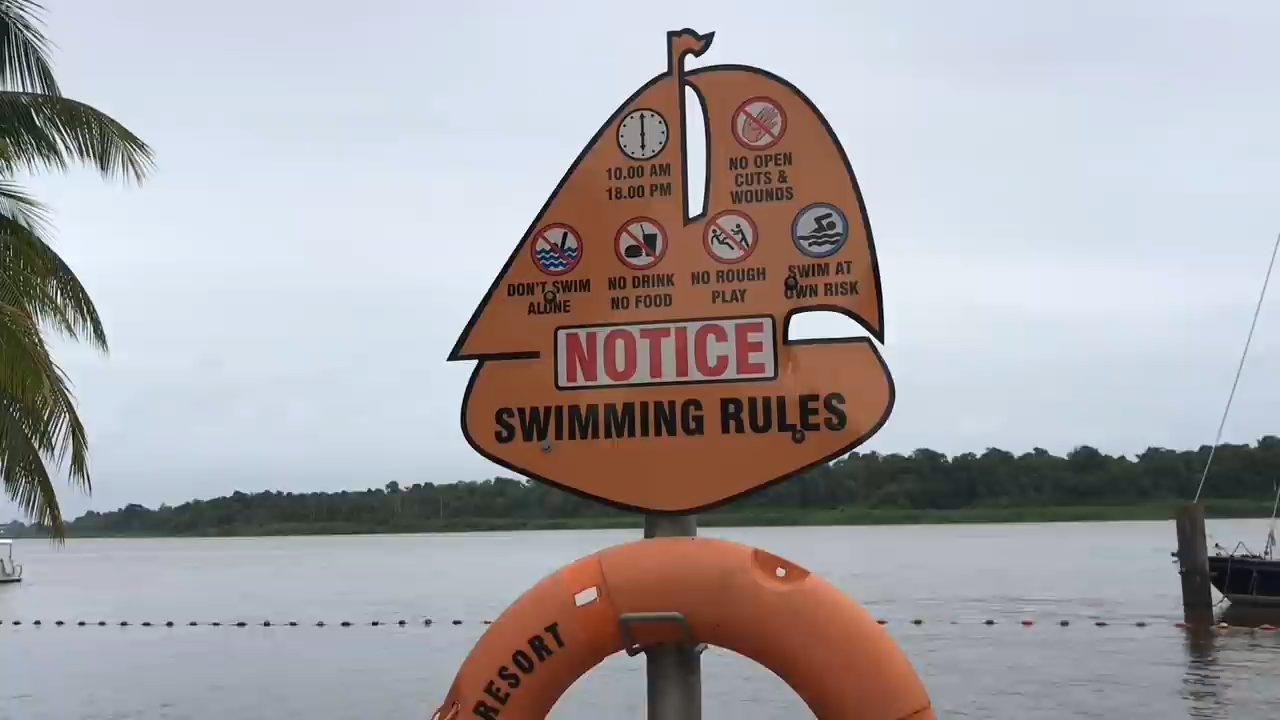 10.00 AM
18.00 PM
NO OPEN
CUTS &
WOUNDS
DON'T SWIM
ALONE
NO DRINK
NO FOOD
NO ROUGH
PLAY
SWIM AT
OWN RISK
NOTICE
SWIMMING RULES
RESORT